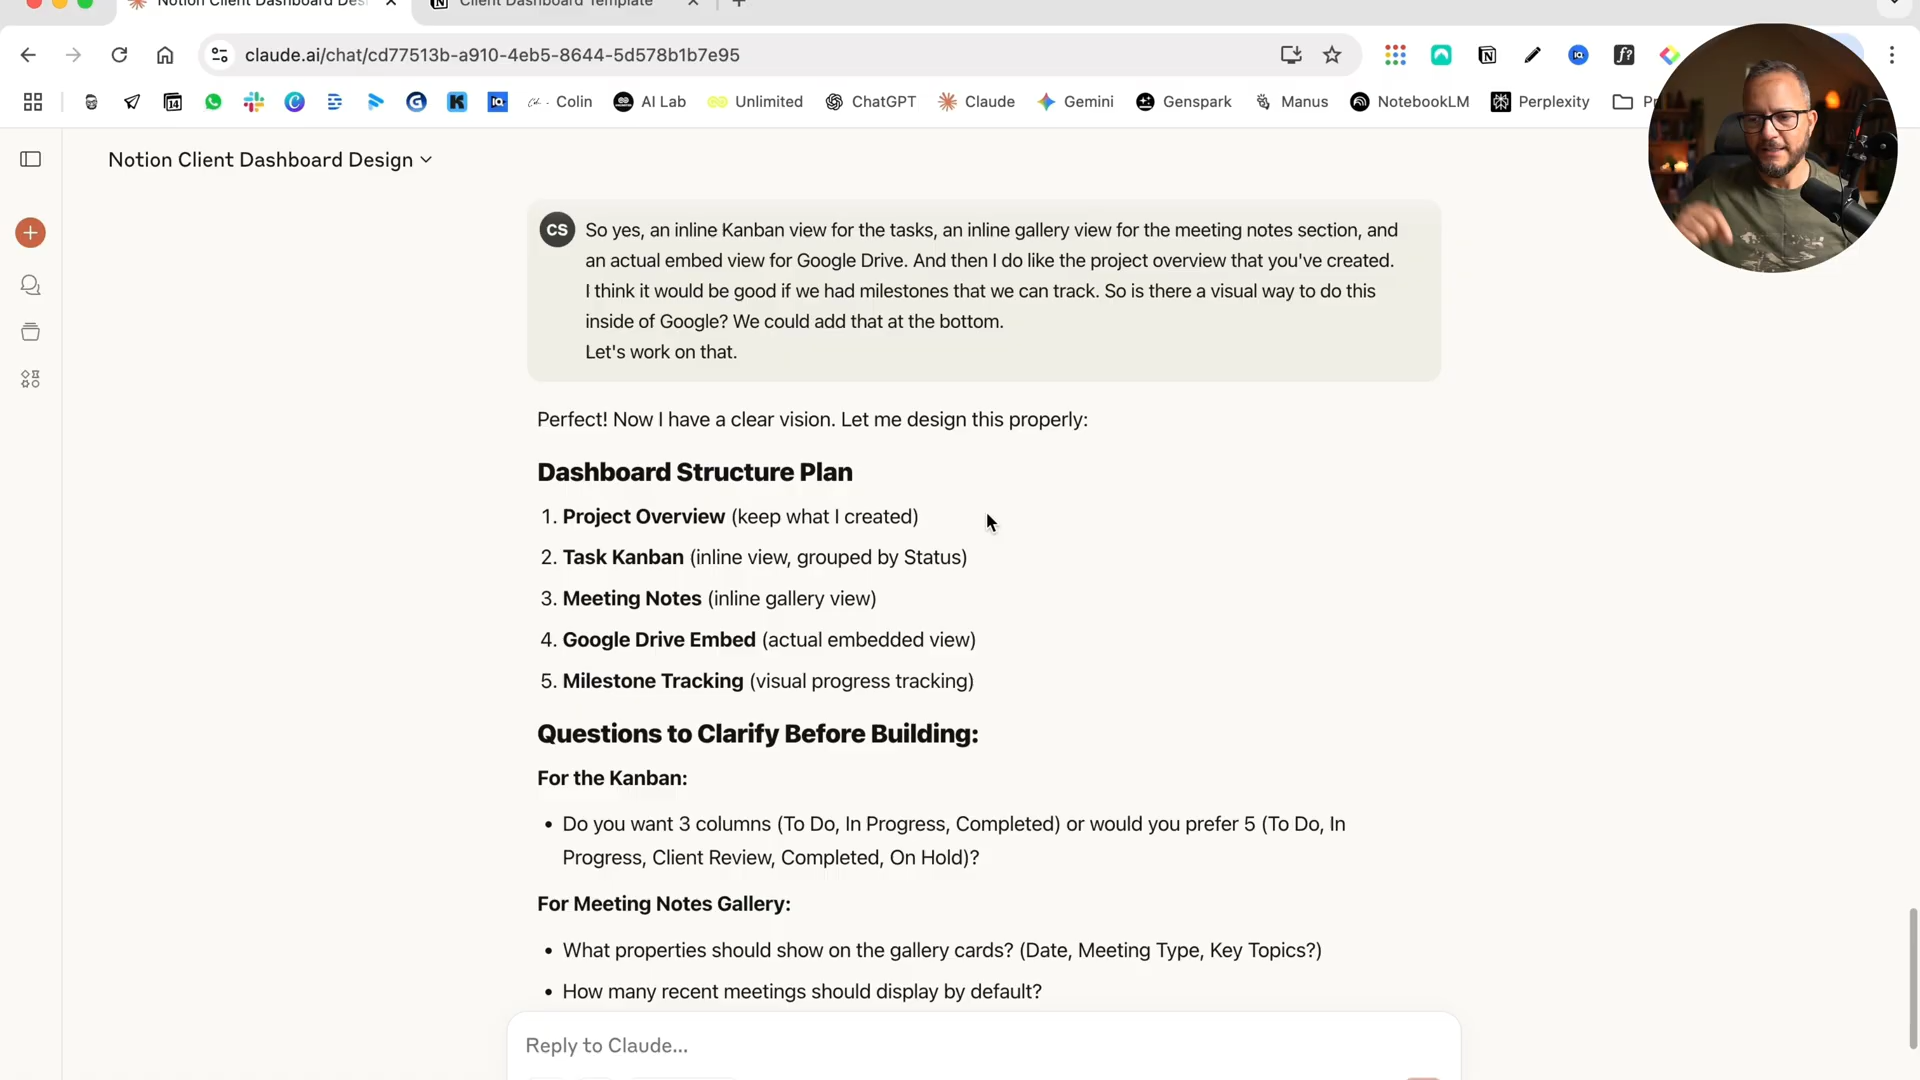 Notion Client Dashboard Des
Client Dashboard Template
claude.ai/chat/cd77513b-a910-4eb5-8644-5d578b1b7e95
14
Colin
AI Lab
Unlimited
ChatGPT
Claude
Gemini
Genspark
Manus
NotebookLM
Perplexity
Notion Client Dashboard Design
CS
So yes, an inline Kanban view for the tasks, an inline gallery view for the meeting notes section, and
an actual embed view for Google Drive. And then I do like the project overview that you've created.
I think it would be good if we had milestones that we can track. So is there a visual way to do this
inside of Google? We could add that at the bottom.
Let's work on that.
Perfect! Now I have a clear vision. Let me design this properly:
Dashboard Structure Plan
1. Project Overview (keep what I created)
2. Task Kanban (inline view, grouped by Status)
3. Meeting Notes (inline gallery view)
4. Google Drive Embed (actual embedded view)
5. Milestone Tracking (visual progress tracking)
Questions to Clarify Before Building:
For the Kanban:
• Do you want 3 columns (To Do, In Progress, Completed) or would you prefer 5 (To Do, In
Progress, Client Review, Completed, On Hold)?
For Meeting Notes Gallery:
• What properties should show on the gallery cards? (Date, Meeting Type, Key Topics?)
• How many recent meetings should display by default?
Reply to Claude...